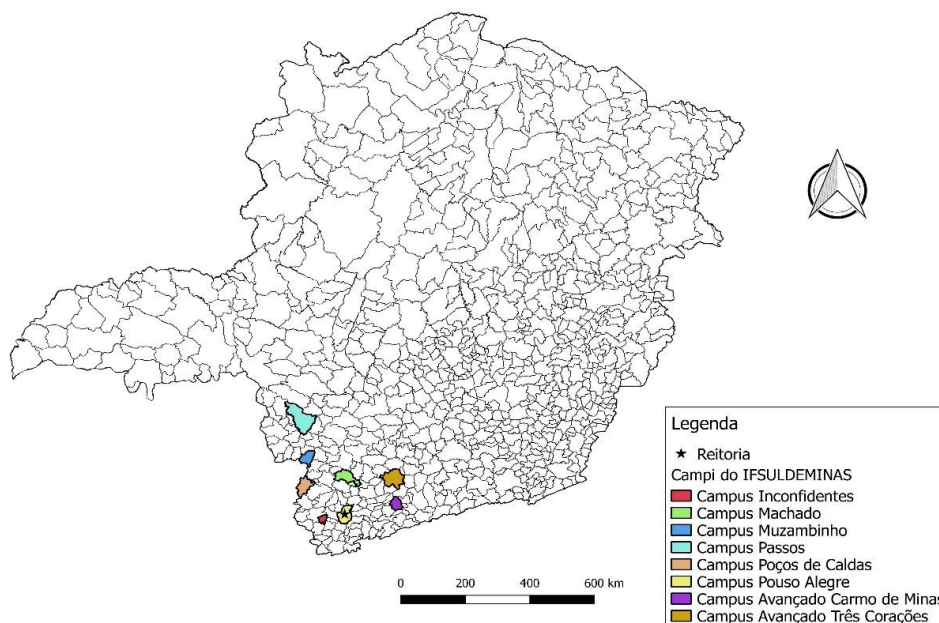 Legenda
★ Reitoria
Campi do IFSULDEMINAS
Campus Inconfidentes
Campus Machado
Campus Muzambinho
Campus Passos
Campus Poços de Caldas
Campus Pouso Alegre
Campus Avançado Carmo de Minas
Campus Avançado Três Corações
0 200 400 600 km